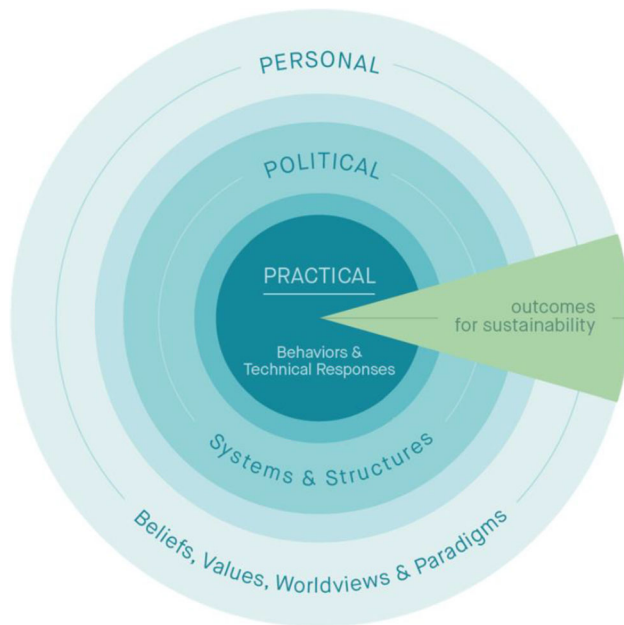 PERSONAL
POLITICAL
PRACTICAL
Behaviors &
Technical Responses
outcomes
for sustainability
Systems & Structures
Beliefs, Values, Worldviews & Paradigms